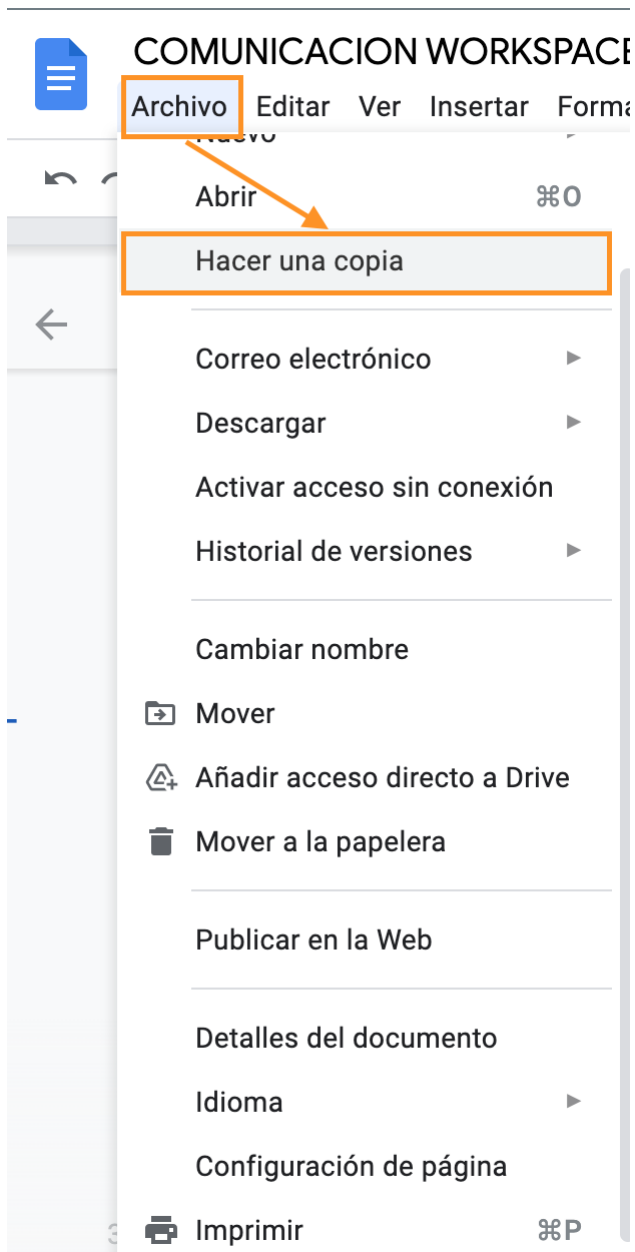 COMUNICACION WORKSPACE
Archivo Editar Ver Insertar Forma
Nuevo
Abrir ⌘O
Hacer una copia
Correo electrónico
Descargar
Activar acceso sin conexión
Historial de versiones
Cambiar nombre
Mover
Añadir acceso directo a Drive
Mover a la papelera
Publicar en la Web
Detalles del documento
Idioma
Configuración de página
3 Imprimir ⌘P